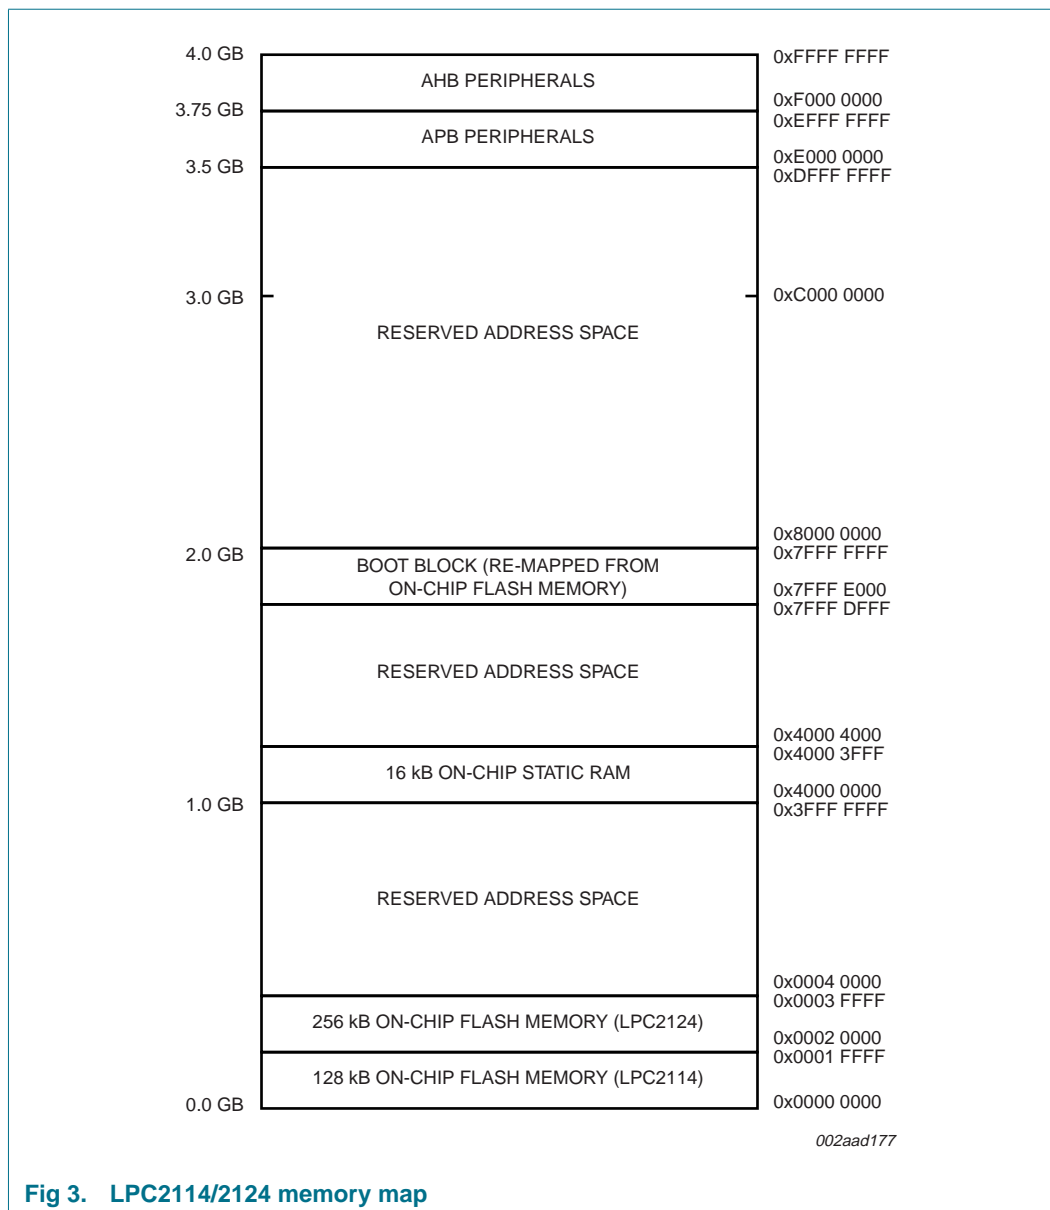 4.0 GB
0xFFFF FFFF
AHB PERIPHERALS
0xF000 0000
3.75 GB
0xEFFF FFFF
APB PERIPHERALS
0xE000 0000
3.5 GB
0xDFFF FFFF
3.0 GB
0xC000 0000
RESERVED ADDRESS SPACE
0x8000 0000
2.0 GB
0x7FFF FFFF
BOOT BLOCK (RE-MAPPED FROM
ON-CHIP FLASH MEMORY)
0x7FFF E000
0x7FFF DFFF
RESERVED ADDRESS SPACE
0x4000 4000
0x4000 3FFF
16 kB ON-CHIP STATIC RAM
0x4000 0000
1.0 GB
0x3FFF FFFF
RESERVED ADDRESS SPACE
0x0004 0000
0x0003 FFFF
256 kB ON-CHIP FLASH MEMORY (LPC2124)
0x0002 0000
0x0001 FFFF
128 kB ON-CHIP FLASH MEMORY (LPC2114)
0.0 GB
0x0000 0000
002aad177
Fig 3. LPC2114/2124 memory map